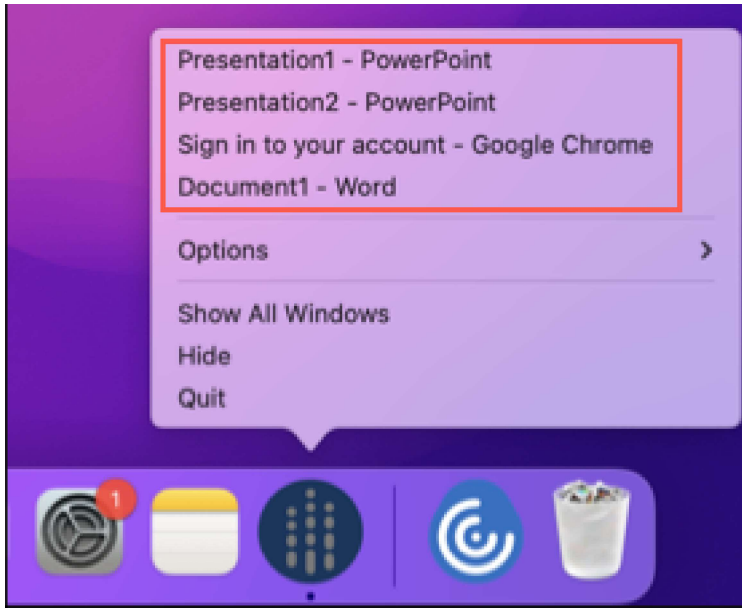 Presentation1 - PowerPoint
Presentation2 - PowerPoint
Sign in to your account - Google Chrome
Document1 - Word
Options
Show All Windows
Hide
Quit
1